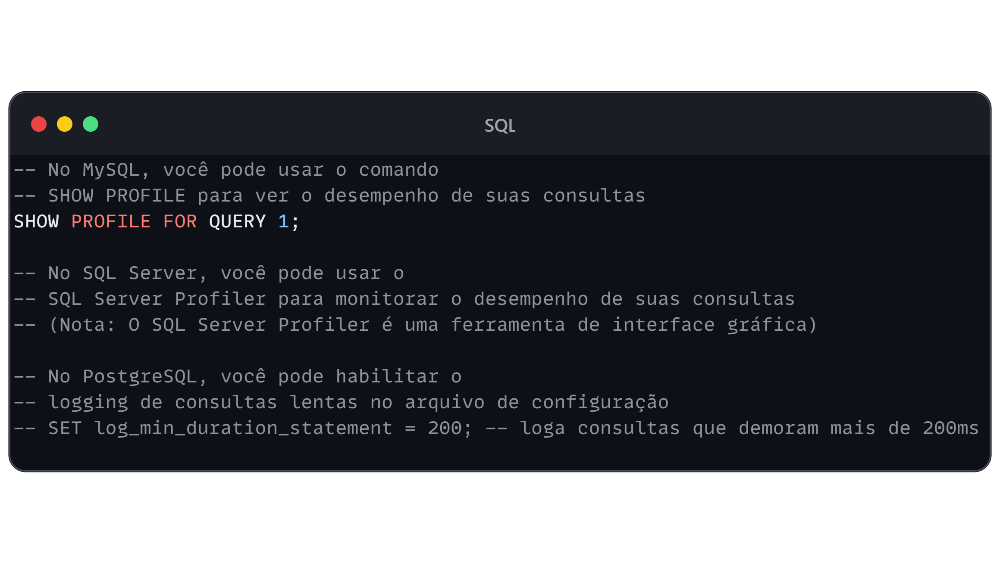 SQL
-- No MySQL, você pode usar o comando
-- SHOW PROFILE para ver o desempenho de suas consultas
SHOW PROFILE FOR QUERY 1;
-- No SQL Server, você pode usar o
-- SQL Server Profiler para monitorar o desempenho de suas consultas
-- (Nota: O SQL Server Profiler é uma ferramenta de interface gráfica)
-- No PostgreSQL, você pode habilitar o
-- logging de consultas lentas no arquivo de configuração
-- SET log_min_duration_statement = 200; -- loga consultas que demoram mais de 200ms